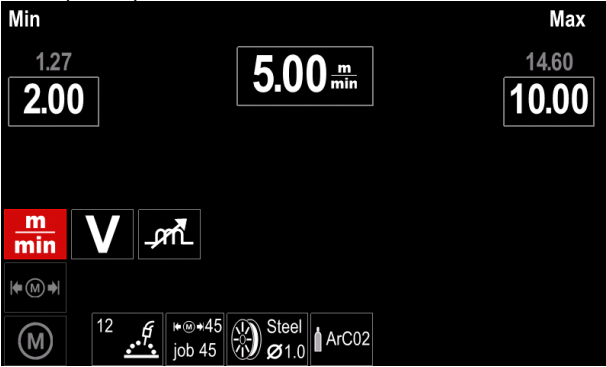 Min
Max
1.27
14.60
2.00
5.00 m/min
10.00
m/min
V
M
M
12
M 45
job 45
Steel
Ø1.0
ArC02